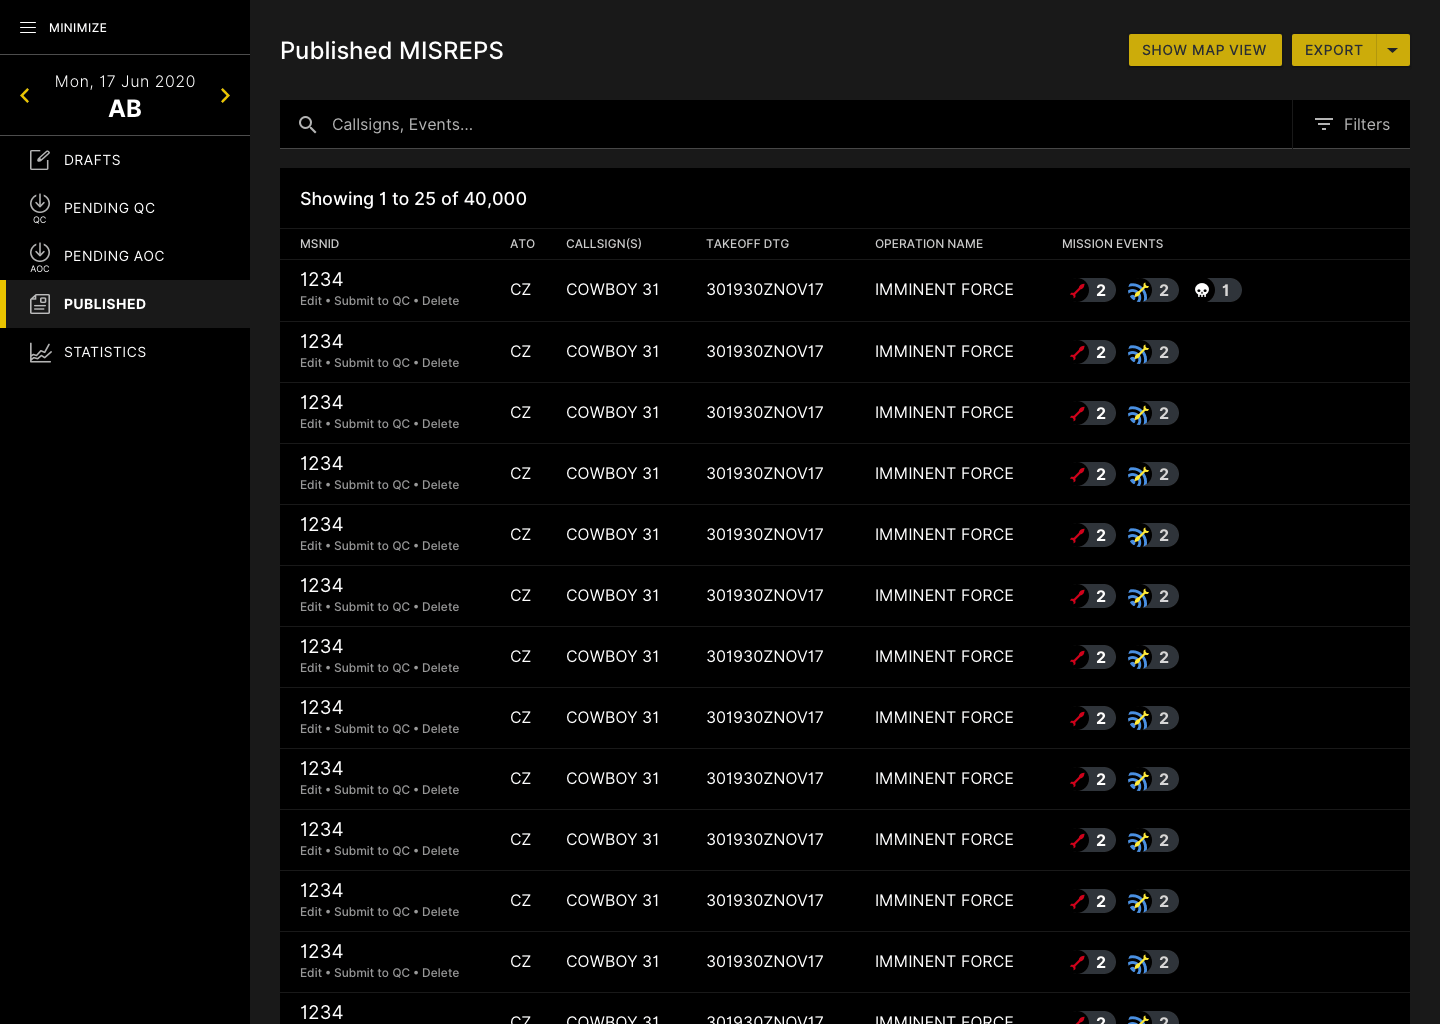 MINIMIZE
Mon, 17 Jun 2020
AB
DRAFTS
QC
PENDING QC
AOC
PENDING AOC
PUBLISHED
STATISTICS
Published MISREPS
SHOW MAP VIEW
EXPORT
Callsigns, Events...
Filters
Showing 1 to 25 of 40,000
MSNID ATO CALLSIGN(S) TAKEOFF DTG OPERATION NAME MISSION EVENTS
1234
Edit • Submit to QC • Delete
CZ COWBOY 31 301930ZNOV17 IMMINENT FORCE 2 2 1
1234
Edit • Submit to QC • Delete
CZ COWBOY 31 301930ZNOV17 IMMINENT FORCE 2 2
1234
Edit • Submit to QC • Delete
CZ COWBOY 31 301930ZNOV17 IMMINENT FORCE 2 2
1234
Edit • Submit to QC • Delete
CZ COWBOY 31 301930ZNOV17 IMMINENT FORCE 2 2
1234
Edit • Submit to QC • Delete
CZ COWBOY 31 301930ZNOV17 IMMINENT FORCE 2 2
1234
Edit • Submit to QC • Delete
CZ COWBOY 31 301930ZNOV17 IMMINENT FORCE 2 2
1234
Edit • Submit to QC • Delete
CZ COWBOY 31 301930ZNOV17 IMMINENT FORCE 2 2
1234
Edit • Submit to QC • Delete
CZ COWBOY 31 301930ZNOV17 IMMINENT FORCE 2 2
1234
Edit • Submit to QC • Delete
CZ COWBOY 31 301930ZNOV17 IMMINENT FORCE 2 2
1234
Edit • Submit to QC • Delete
CZ COWBOY 31 301930ZNOV17 IMMINENT FORCE 2 2
1234
Edit • Submit to QC • Delete
CZ COWBOY 31 301930ZNOV17 IMMINENT FORCE 2 2
1234
Edit • Submit to QC • Delete
CZ COWBOY 31 301930ZNOV17 IMMINENT FORCE 2 2
1234
CZ COWBOY 31 301930ZNOV17 IMMINENT FORCE 2 2